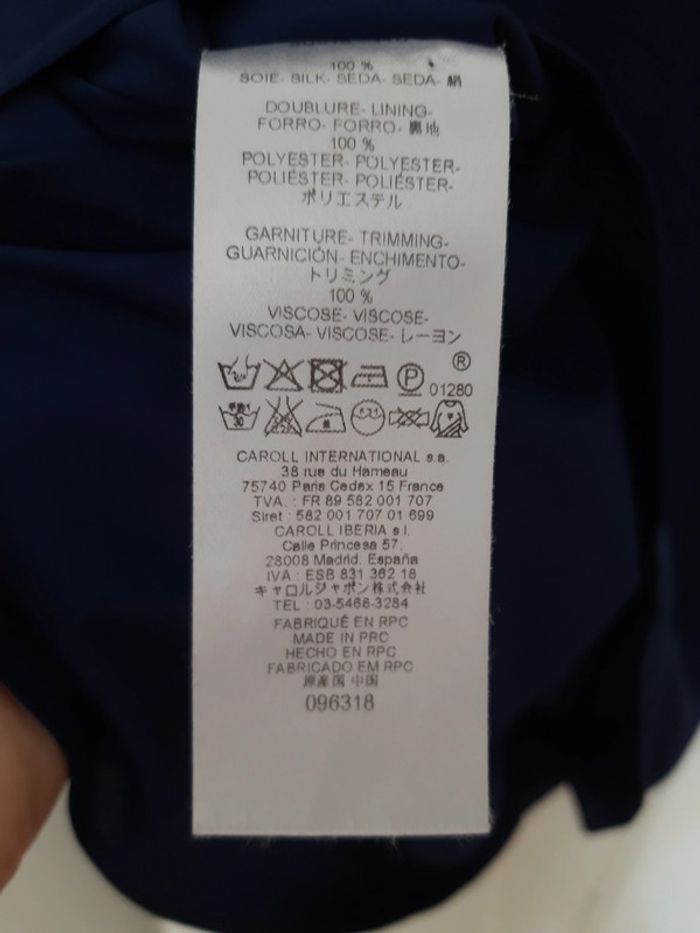 100 %
SOIE- SILK- SEDA- SEDA- 絹
DOUBLURE- LINING-
FORRO- FORRO- 裏地
100 %
POLYESTER- POLYESTER-
POLIÉSTER- POLIÉSTER-
ポリエステル
GARNITURE- TRIMMING-
GUARNICIÓN- ENCHIMENTO-
トリミング
100 %
VISCOSE- VISCOSE-
VISCOSA- VISCOSE- レーヨン
®
P
01280
30
CAROLL INTERNATIONAL s.a.
38 rue du Hameau
75740 Paris Cedex 15 France
TVA. : FR 89 582 001 707
Siret : 582 001 707 01 699
CAROLL IBERIA s.l.
Calle Princesa 57.
28008 Madrid. España
IVA : ESB 831 362 18
キャロルジャポン株式会社
TEL : 03-5466-3284
FABRIQUÉ EN RPC
MADE IN PRC
HECHO EN RPC
FABRICADO EM RPC
原産国 中国
096318